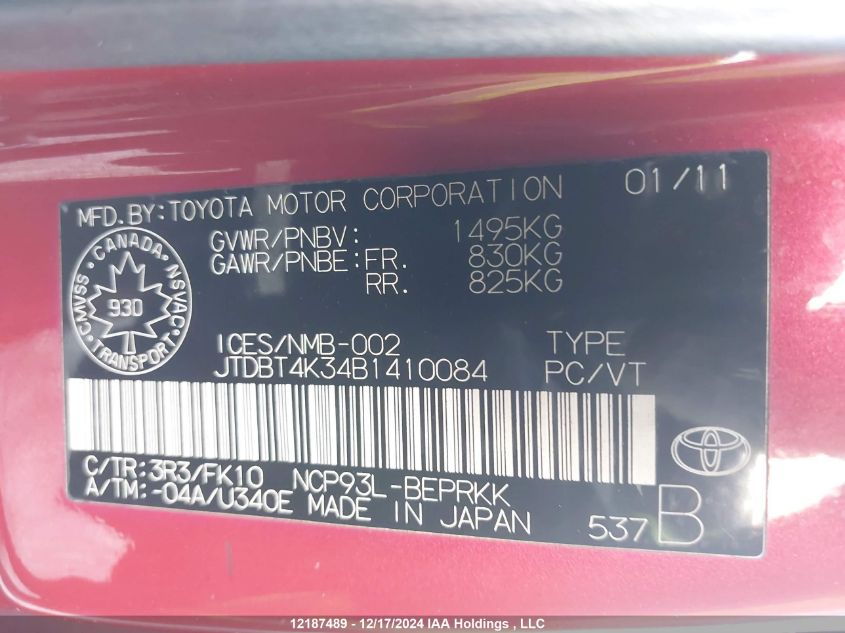 MFD.BY:TOYOTA MOTOR CORPORATION 01/11
GVWR/PNBV: 1495KG
GAWR/PNBE:FR. 830KG
RR. 825KG
CANADA
CMVSS 930 NSVAC
TRANSPORT
ICES/NMB-002 TYPE
JTDBT4K34B1410084 PC/VT
C/TR:3R3/FK10 NCP93L-BEPRKK
A/TM:-04A/U340E MADE IN JAPAN 537 B
12187489 - 12/17/2024 IAA Holdings , LLC